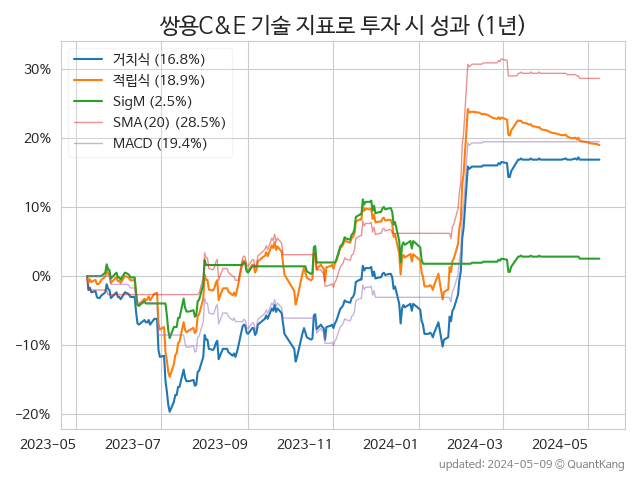 쌍용C&E 기술 지표로 투자 시 성과 (1년)
거치식 (16.8%)
적립식 (18.9%)
SigM (2.5%)
SMA(20) (28.5%)
MACD (19.4%)
30%
20%
10%
0%
−10%
−20%
2023-05 2023-07 2023-09 2023-11 2024-01 2024-03 2024-05
updated: 2024-05-09 © QuantKang